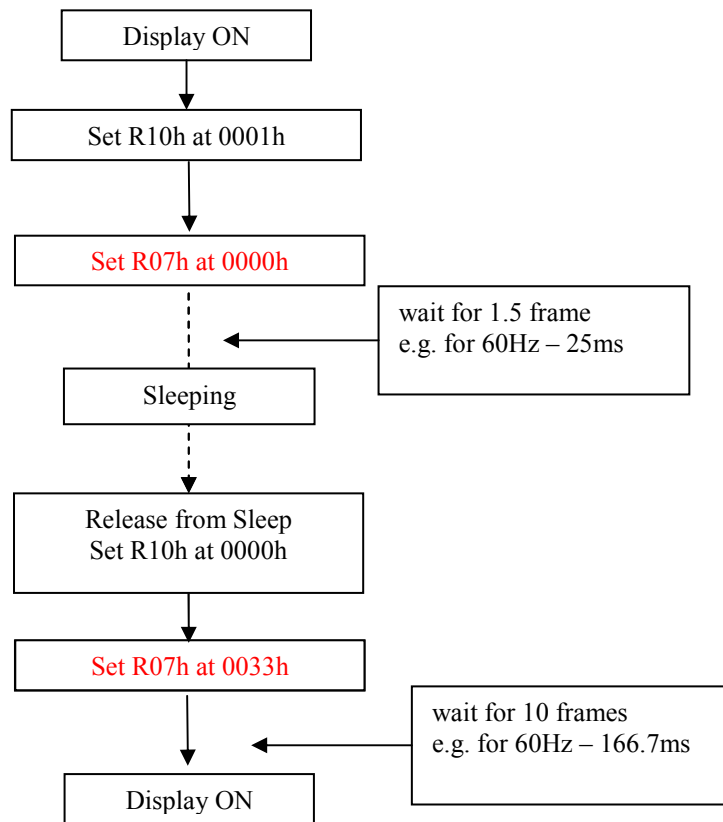 Display ON
Set R10h at 0001h
Set R07h at 0000h
wait for 1.5 frame
e.g. for 60Hz – 25ms
Sleeping
Release from Sleep
Set R10h at 0000h
Set R07h at 0033h
wait for 10 frames
e.g. for 60Hz – 166.7ms
Display ON